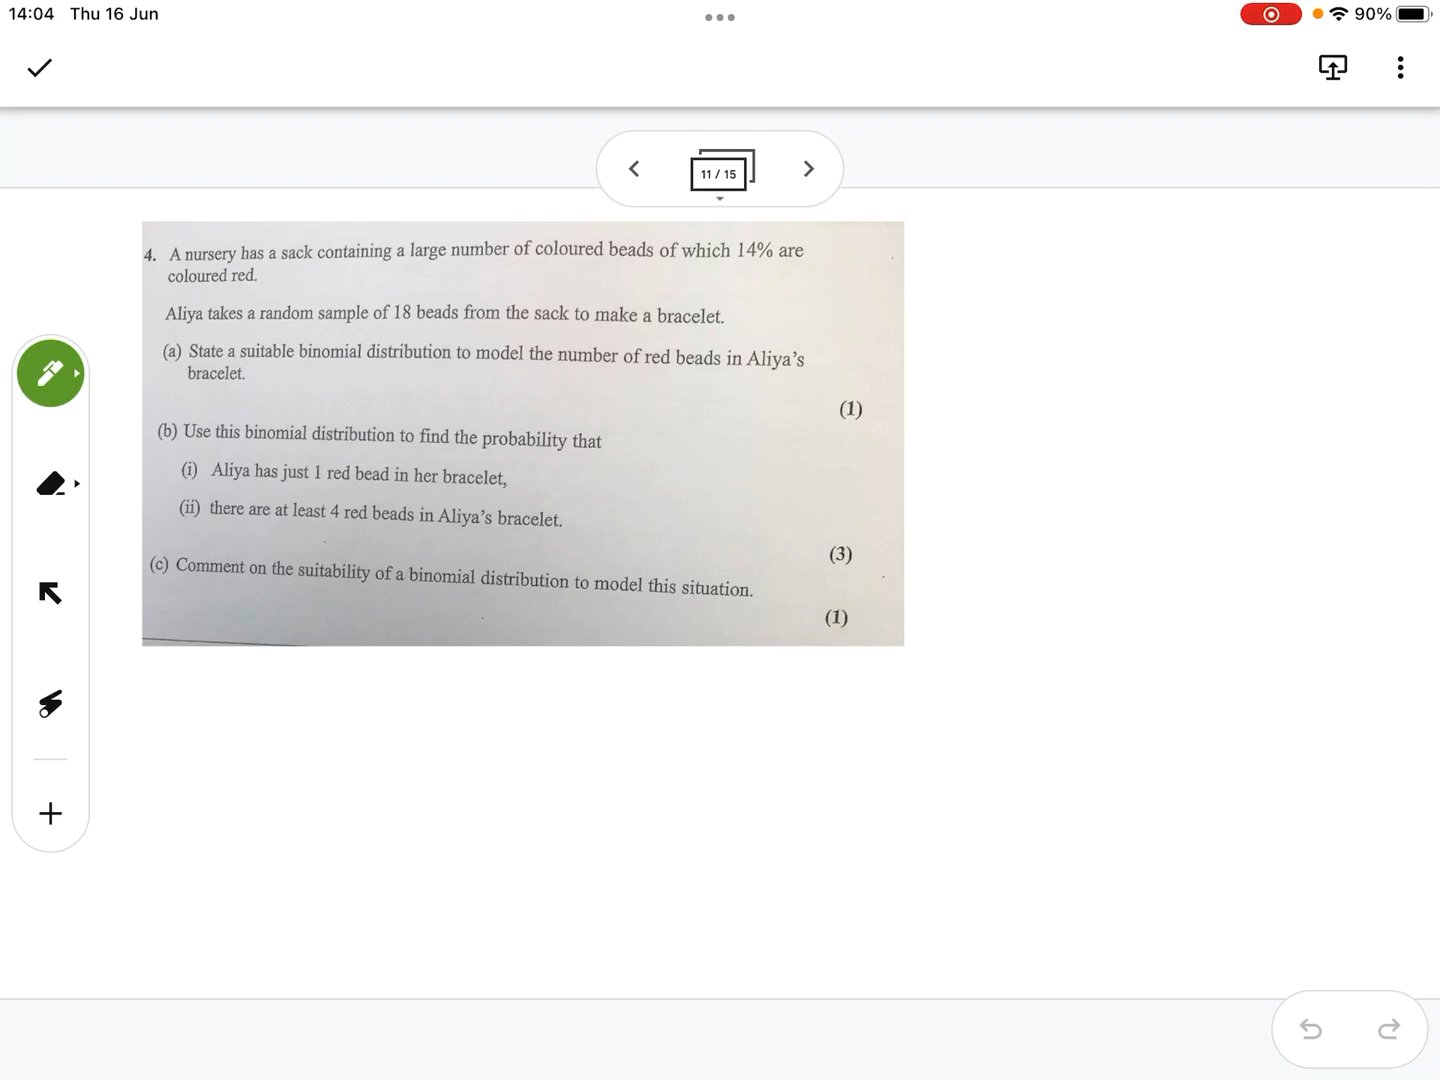 14:04 Thu 16 Jun
90%
11 / 15
4. A nursery has a sack containing a large number of coloured beads of which 14% are
coloured red.
Aliya takes a random sample of 18 beads from the sack to make a bracelet.
(a) State a suitable binomial distribution to model the number of red beads in Aliya's
bracelet.
(1)
(b) Use this binomial distribution to find the probability that
(i) Aliya has just 1 red bead in her bracelet,
(ii) there are at least 4 red beads in Aliya's bracelet.
(3)
(c) Comment on the suitability of a binomial distribution to model this situation.
(1)